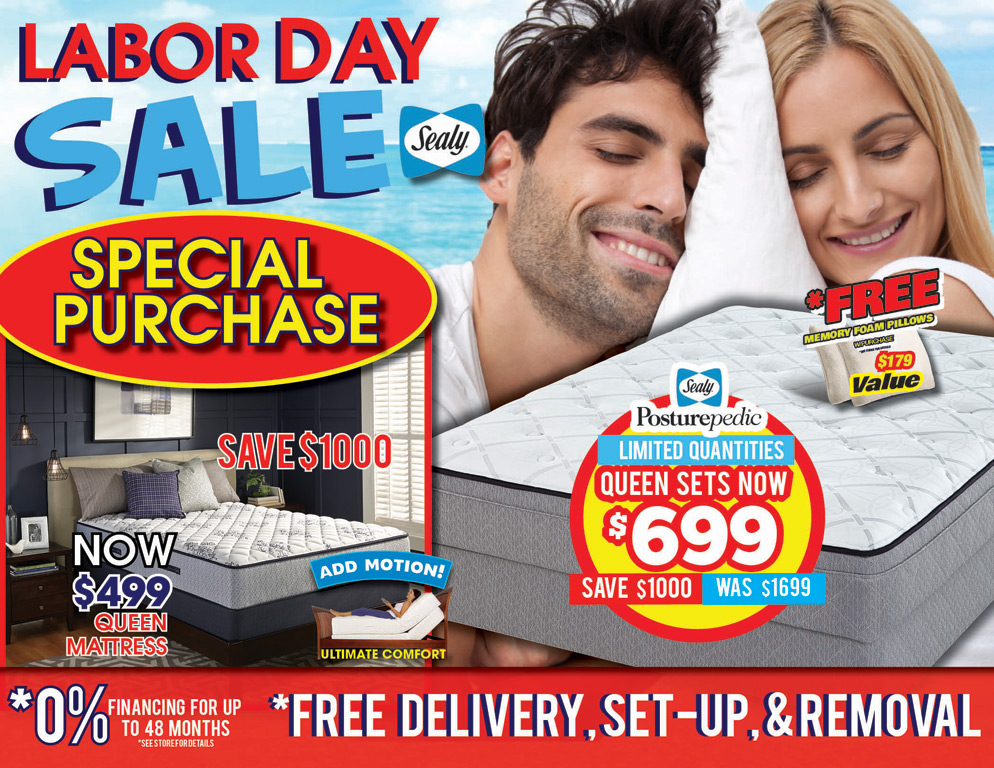 LABOR DAY
SALE
Sealy
SPECIAL
PURCHASE
SAVE $1000
NOW
$499
QUEEN
MATTRESS
ADD MOTION!
ULTIMATE COMFORT
*FREE
MEMORY FOAM PILLOWS
W/PURCHASE
$179
Value
Sealy
Posturepedic
LIMITED QUANTITIES
QUEEN SETS NOW
$699
SAVE $1000 WAS $1699
*0% FINANCING FOR UP
TO 48 MONTHS
*SEE STORE FOR DETAILS
*FREE DELIVERY, SET-UP, & REMOVAL